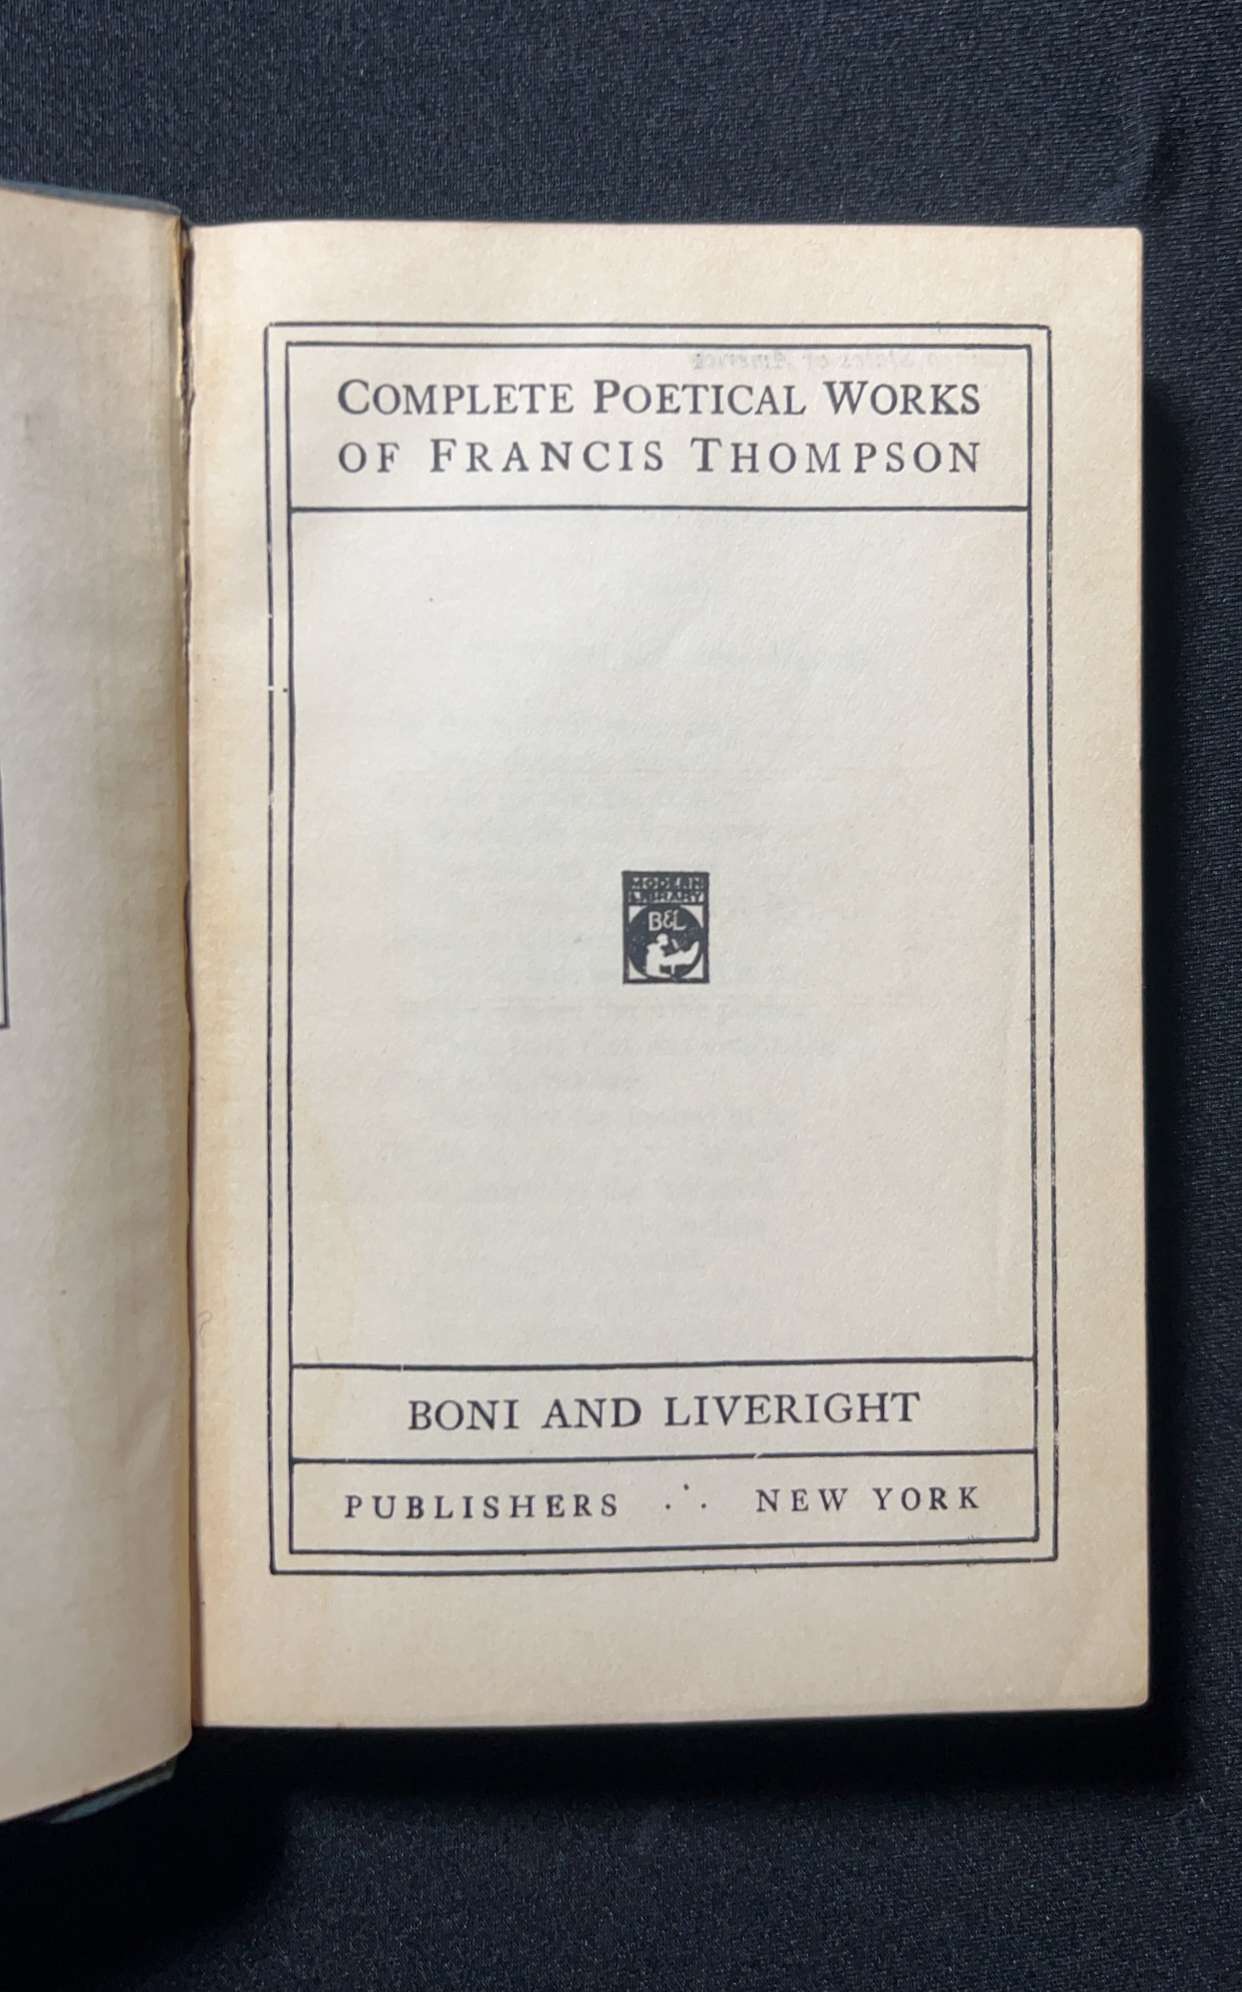 COMPLETE POETICAL WORKS
OF FRANCIS THOMPSON
MODERN
LIBRARY
B&L
BONI AND LIVERIGHT
PUBLISHERS ∴ NEW YORK